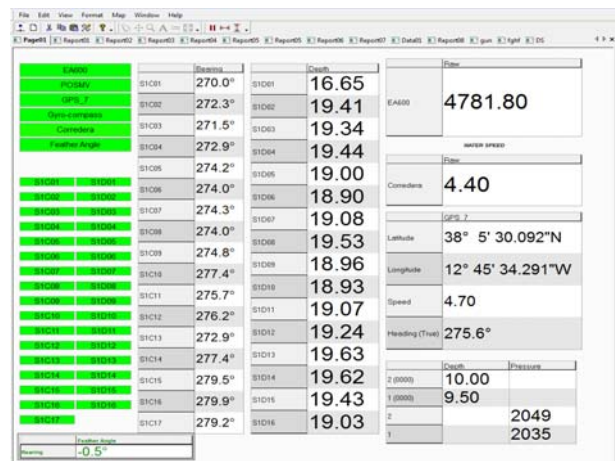 File Edit View Format Map Window Help
Page01 Report01 Report02 Report03 Report04 Report05 Report05 Report06 Report07 Data01 Report08 gun fghf DS
EA600
POSMV
GPS_7
Gyro-compass
Corredera
Feather Angle
S1C01 S1D01
S1C02 S1D02
S1C03 S1D03
S1C04 S1D04
S1C05 S1D05
S1C06 S1D06
S1C07 S1D07
S1C08 S1D08
S1C09 S1D09
S1C10 S1D10
S1C11 S1D11
S1C12 S1D12
S1C13 S1D13
S1C14 S1D14
S1C15 S1D15
S1C16 S1D16
S1C17
Feather Angle
Bearing -0.5°
Bearing
S1C01 270.0°
S1C02 272.3°
S1C03 271.5°
S1C04 272.9°
S1C05 274.2°
S1C06 274.0°
S1C07 274.3°
S1C08 274.0°
S1C09 274.8°
S1C10 277.4°
S1C11 275.7°
S1C12 276.2°
S1C13 272.9°
S1C14 277.4°
S1C15 279.5°
S1C16 279.9°
S1C17 279.2°
Depth
S1D01 16.65
S1D02 19.41
S1D03 19.34
S1D04 19.44
S1D05 19.00
S1D06 18.90
S1D07 19.08
S1D08 19.53
S1D09 18.96
S1D10 18.93
S1D11 19.07
S1D12 19.24
S1D13 19.63
S1D14 19.62
S1D15 19.43
S1D16 19.03
Raw
EA600 4781.80
WATER SPEED
Raw
Corredera 4.40
GPS_7
Latitude 38° 5' 30.092"N
Longitude 12° 45' 34.291"W
Speed 4.70
Heading (True) 275.6°
Depth Pressure
2 (0000) 10.00
1 (0000) 9.50
2 2049
1 2035